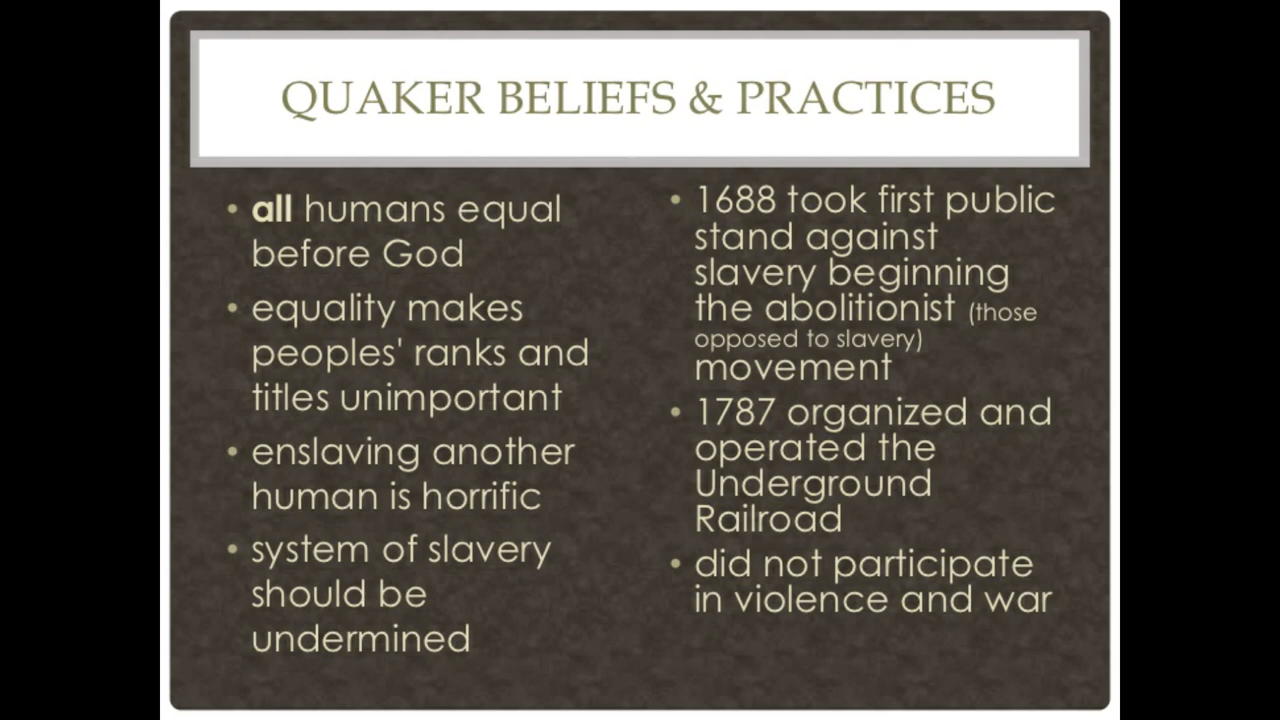 QUAKER BELIEFS & PRACTICES
• all humans equal
before God
• equality makes
peoples' ranks and
titles unimportant
• enslaving another
human is horrific
• system of slavery
should be
undermined
• 1688 took first public
stand against
slavery beginning
the abolitionist (those
opposed to slavery)
movement
• 1787 organized and
operated the
Underground
Railroad
• did not participate
in violence and war